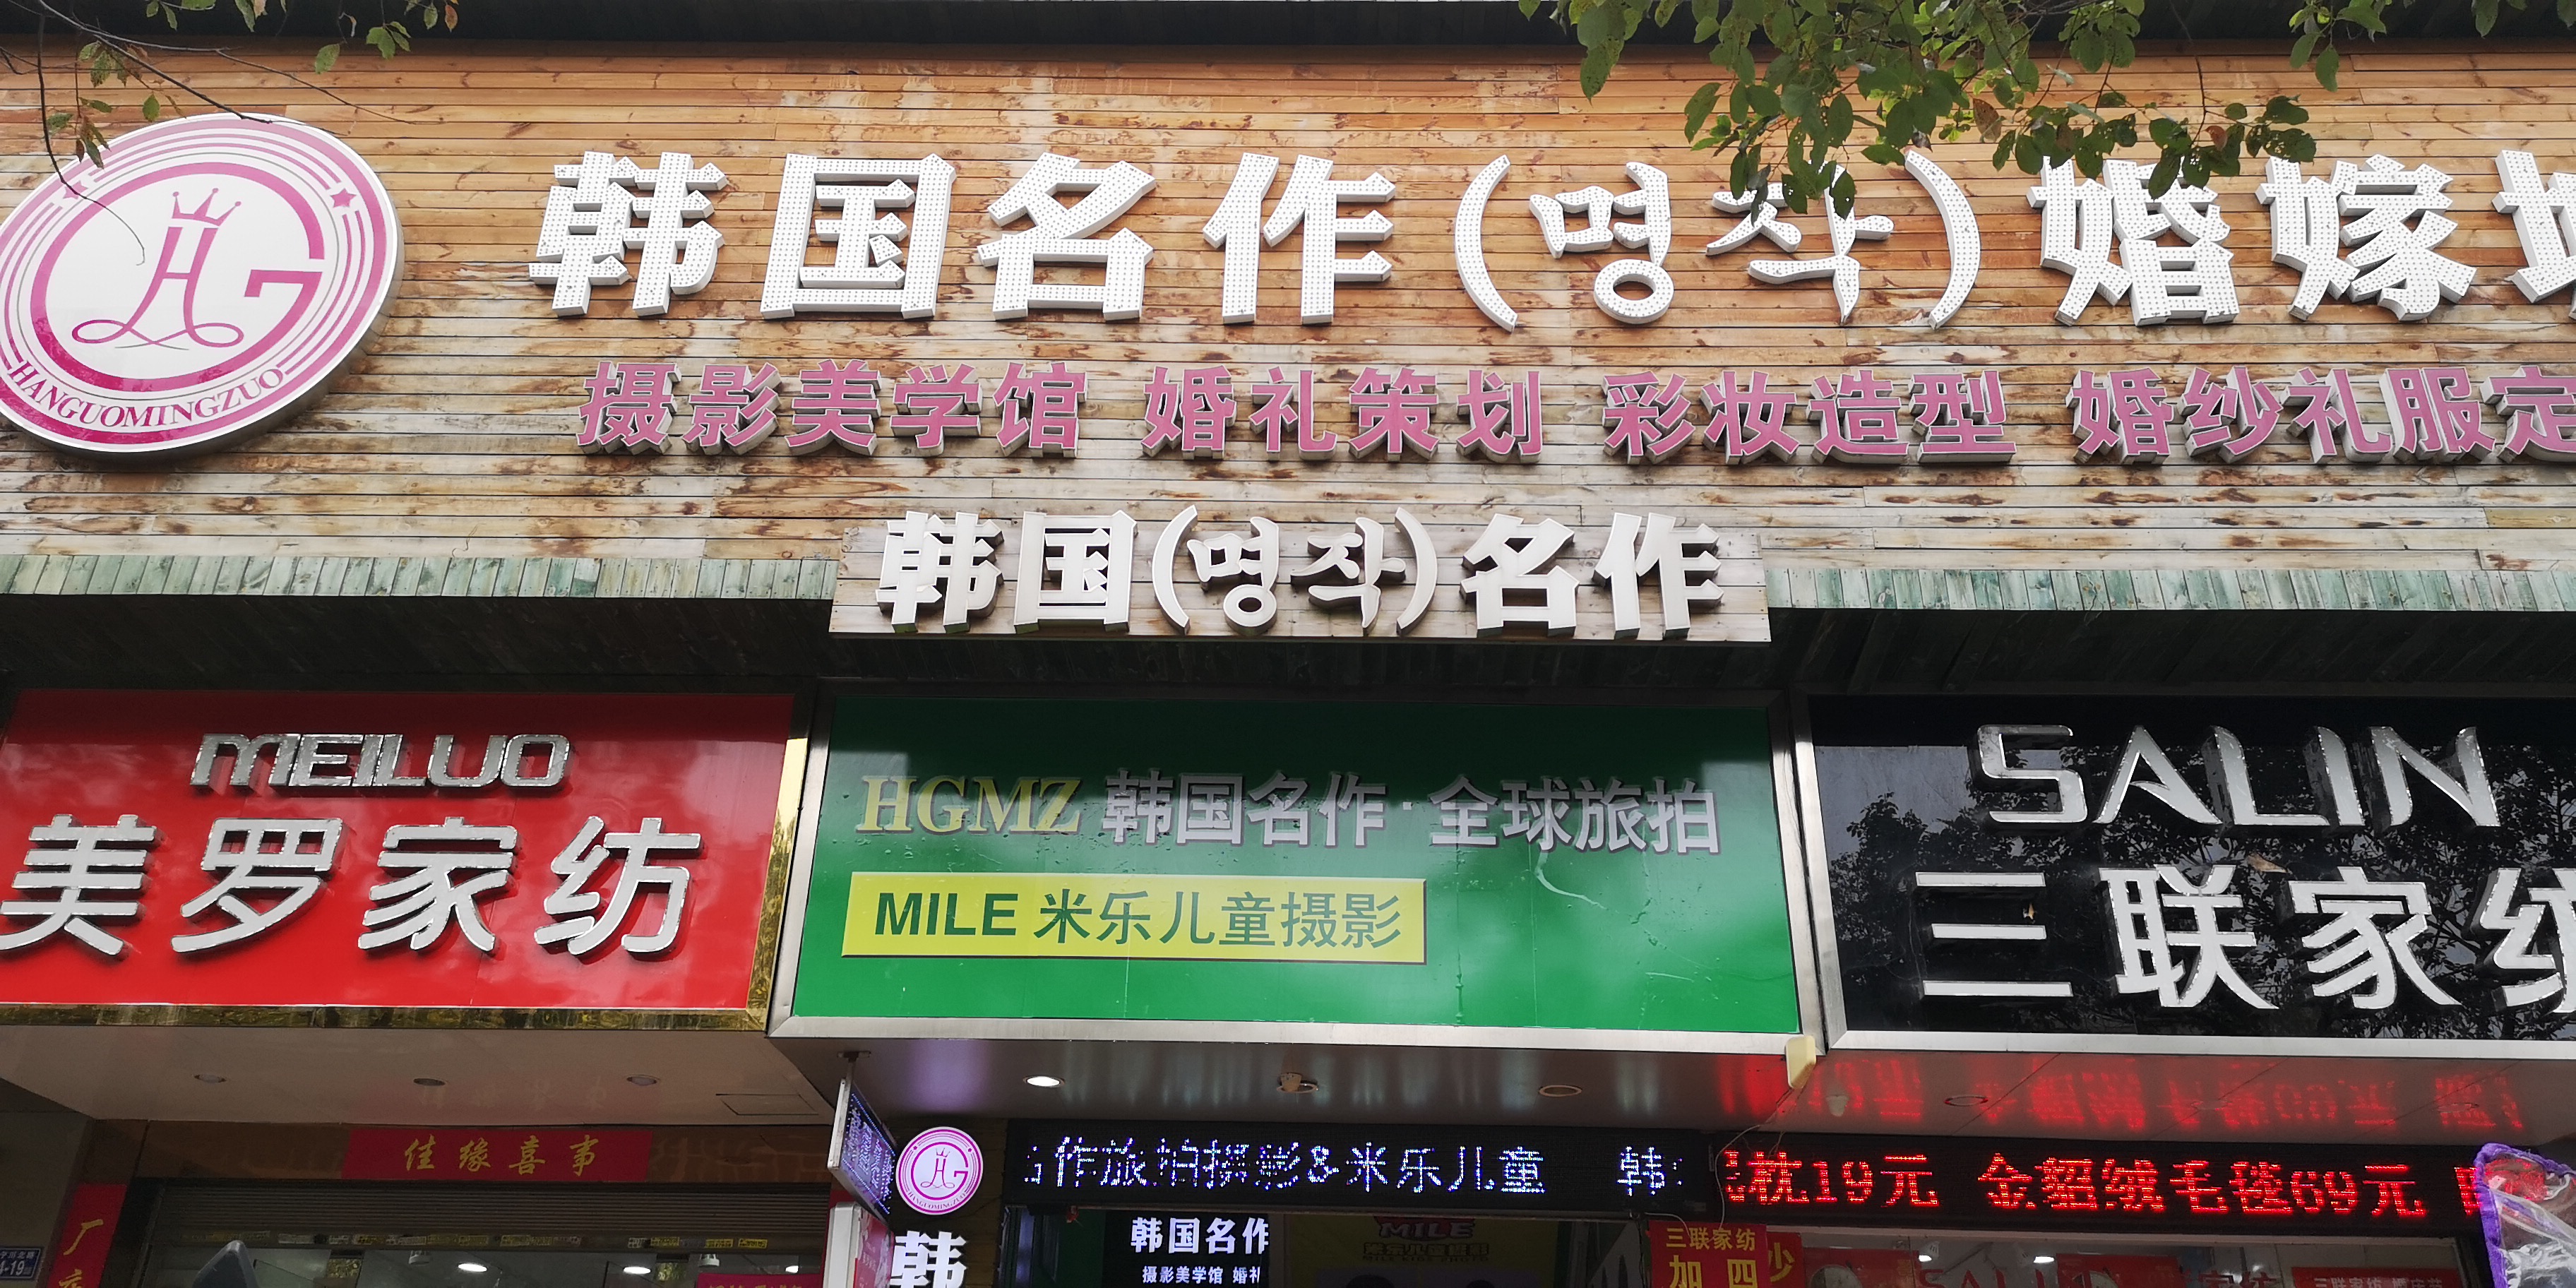 韩国名作(명작)婚嫁
HANGUOMINGZUO
摄影美学馆 婚礼策划 彩妆造型 婚纱礼服定
韩国(명작)名作
MEILUO
美罗家纺
HGMZ 韩国名作·全球旅拍
MILE 米乐儿童摄影
SALIN
三联家纺
佳缘喜事
作旅拍摄影&米乐儿童 韩
枕19元 金貂绒毛毯69元
韩国名作
摄影美学馆 婚礼
韩
MILE
三联家纺
加 四
厂